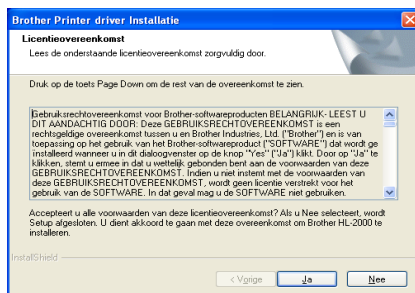 Brother Printer driver Installatie
Licentieovereenkomst
Lees de onderstaande licentieovereenkomst zorgvuldig door.
Druk op de toets Page Down om de rest van de overeenkomst te zien.
Gebruiksrechtovereenkomst voor Brother-softwareproducten BELANGRIJK- LEEST U
DIT AANDACHTIG DOOR: Deze GEBRUIKSRECHTOVEREENKOMST is een
rechtsgeldige overeenkomst tussen u en Brother Industries, Ltd. ("Brother") en is van
toepassing op het gebruik van het Brother-softwareproduct ("SOFTWARE") dat wordt ge
installeerd wanneer u in dit dialoogvenster op de knop "Yes" ("Ja") klikt. Door op "Ja" te
klikken, stemt u ermee in dat u wettelijk gebonden bent aan de voorwaarden van deze
GEBRUIKSRECHTOVEREENKOMST. Indien u niet instemt met de voorwaarden van
deze GEBRUIKSRECHTOVEREENKOMST, wordt geen licentie verstrekt voor het
gebruik van de SOFTWARE. In dat geval mag u de SOFTWARE niet gebruiken.
Accepteert u alle voorwaarden van deze licentieovereenkomst? Als u Nee selecteert, wordt
Setup afgesloten. U dient akkoord te gaan met deze overeenkomst om Brother HL-2000 te
installeren.
InstallShield
< Vorige Ja Nee